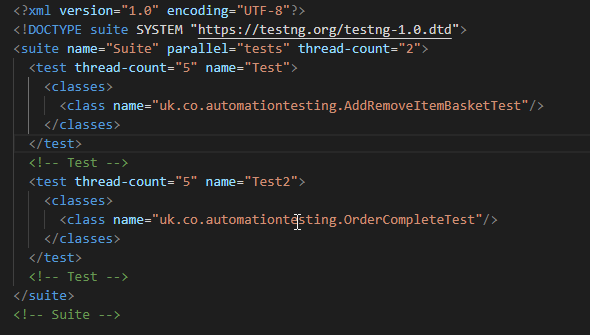 <?xml version="1.0" encoding="UTF-8"?>
<!DOCTYPE suite SYSTEM "https://testng.org/testng-1.0.dtd">
<suite name="Suite" parallel="tests" thread-count="2">
<test thread-count="5" name="Test">
<classes>
<class name="uk.co.automationtesting.AddRemoveItemBasketTest"/>
</classes>
</test>
<!-- Test -->
<test thread-count="5" name="Test2">
<classes>
<class name="uk.co.automationtesting.OrderCompleteTest"/>
</classes>
</test>
<!-- Test -->
</suite>
<!-- Suite -->